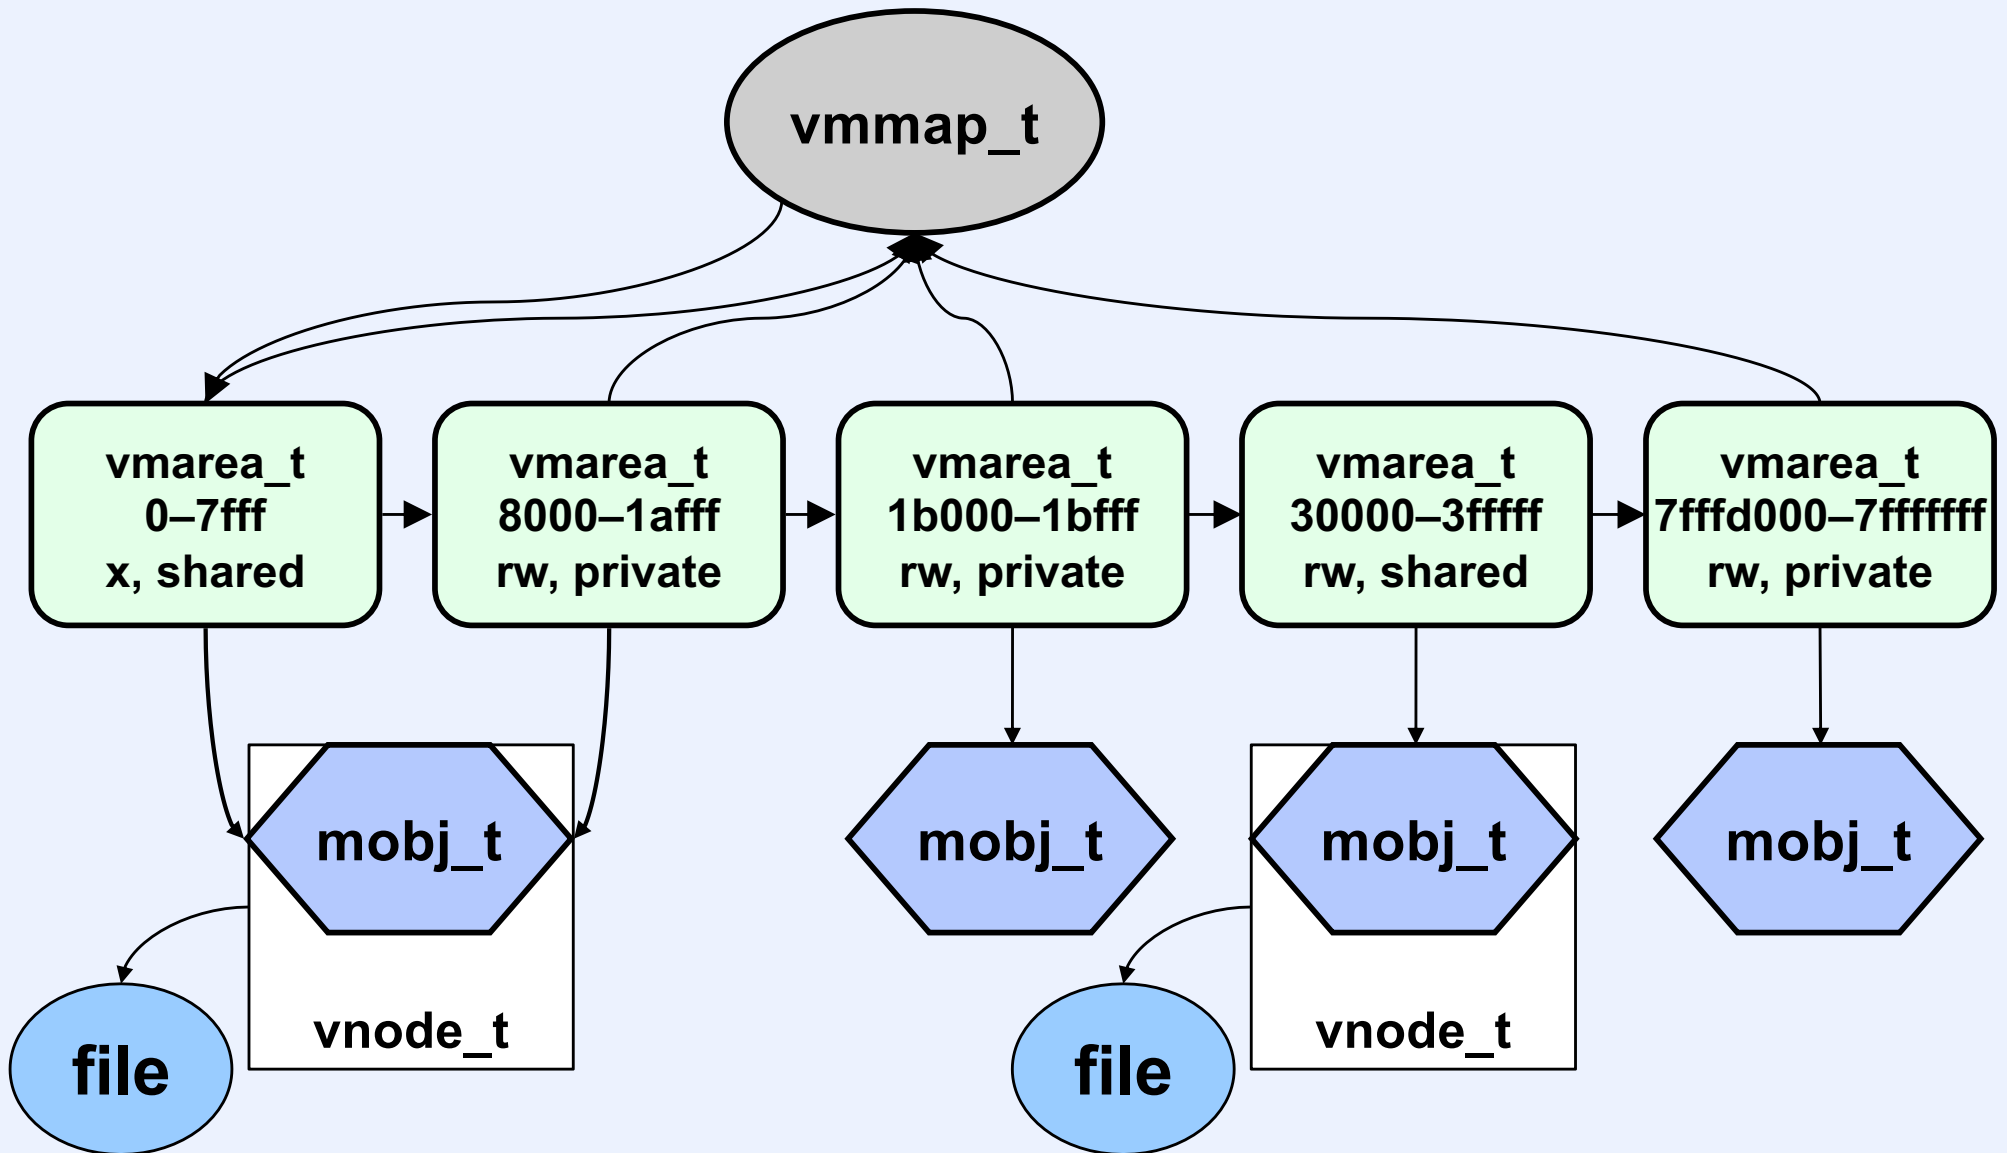 vmmap_t
vmarea_t
0–7fff
x, shared
vmarea_t
8000–1afff
rw, private
vmarea_t
1b000–1bfff
rw, private
vmarea_t
30000–3fffff
rw, shared
vmarea_t
7fffd000–7fffffff
rw, private
mobj_t
vnode_t
file
mobj_t
mobj_t
vnode_t
file
mobj_t